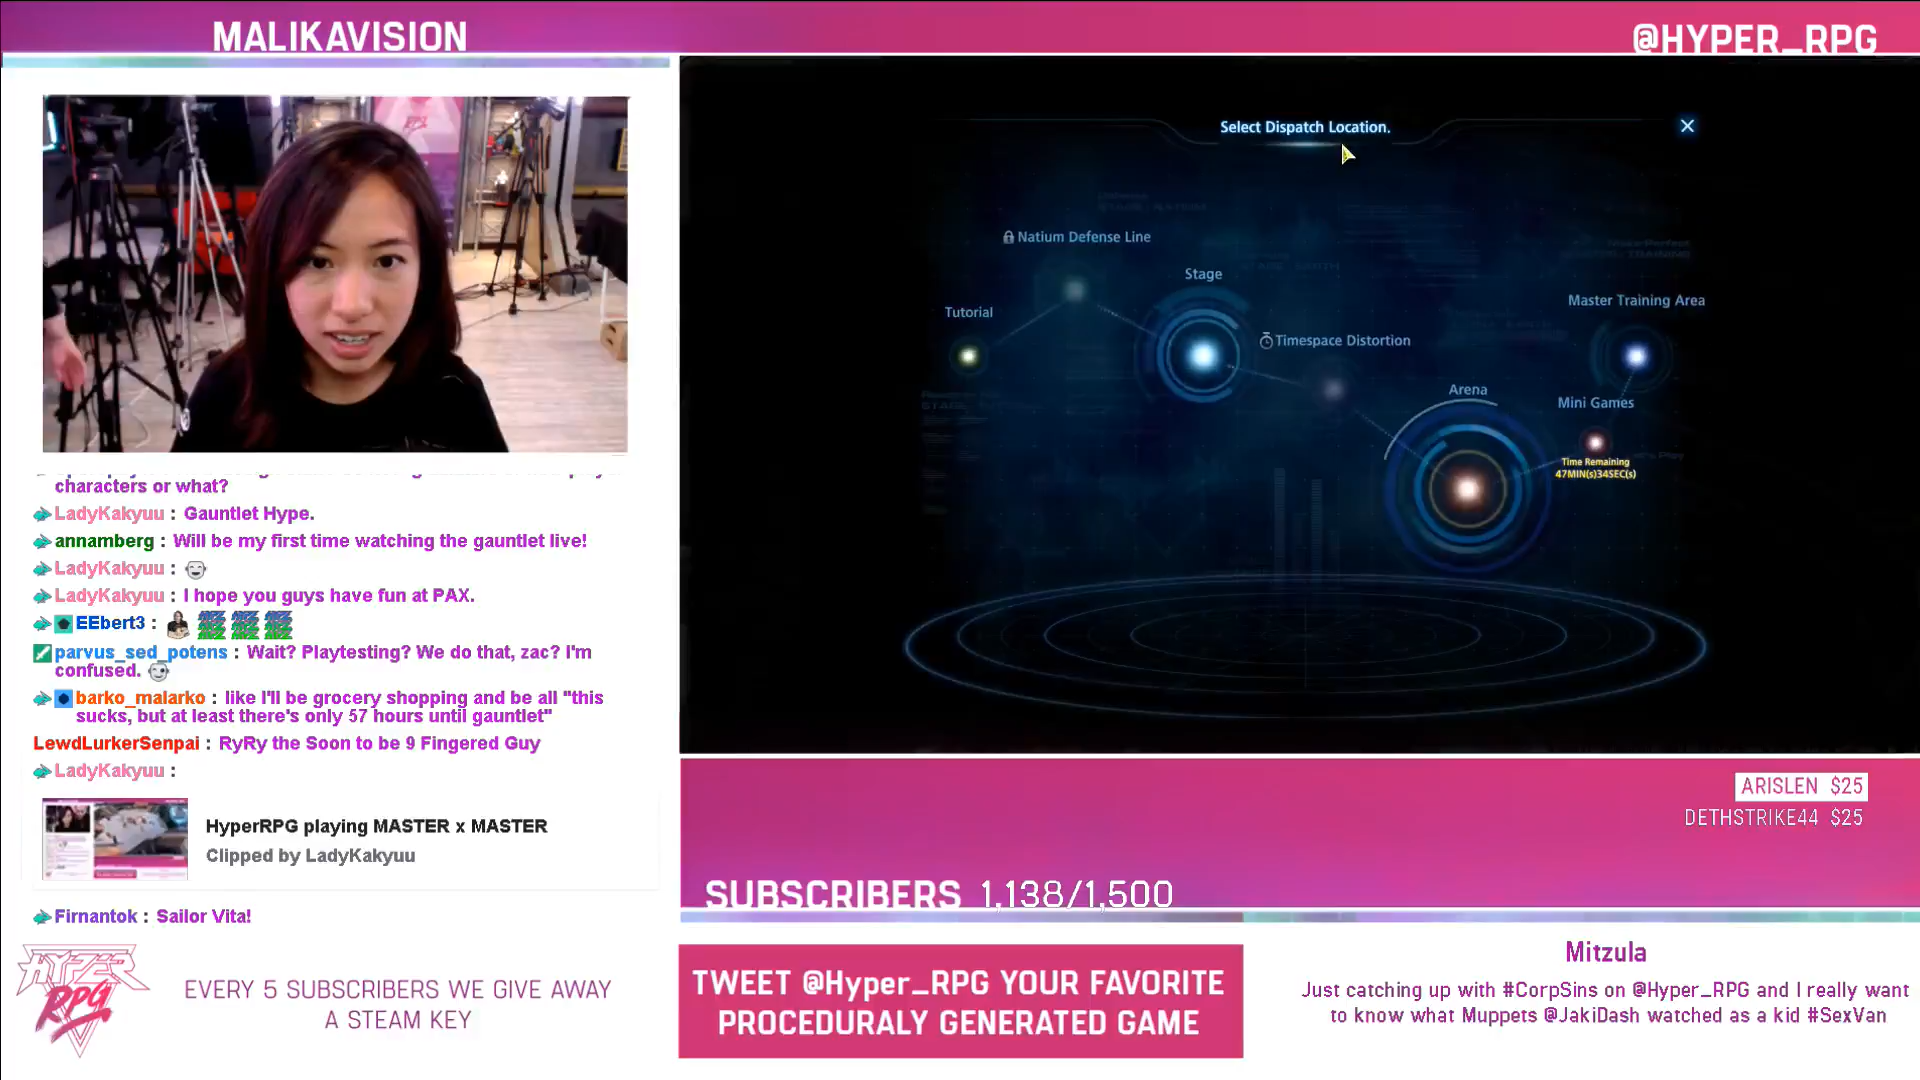 MALIKAVISION
@HYPER_RPG
Select Dispatch Location.
Natium Defense Line
Stage
Tutorial
Timespace Distortion
Master Training Area
Arena
Mini Games
Time Remaining
47MIN(s)34SEC(s)
characters or what?
LadyKakyuu : Gauntlet Hype.
annamberg : Will be my first time watching the gauntlet live!
LadyKakyuu :
LadyKakyuu : I hope you guys have fun at PAX.
EEbert3 :
parvus_sed_potens : Wait? Playtesting? We do that, zac? I'm
confused.
barko_malarko : like I'll be grocery shopping and be all "this
sucks, but at least there's only 57 hours until gauntlet"
LewdLurkerSenpai : RyRy the Soon to be 9 Fingered Guy
LadyKakyuu :
HyperRPG playing MASTER x MASTER
Clipped by LadyKakyuu
Firnantok : Sailor Vita!
ARISLEN $25
DETHSTRIKE44 $25
SUBSCRIBERS 1,138/1,500
HYPER
RPG
EVERY 5 SUBSCRIBERS WE GIVE AWAY
A STEAM KEY
TWEET @Hyper_RPG YOUR FAVORITE
PROCEDURALY GENERATED GAME
Mitzula
Just catching up with #CorpSins on @Hyper_RPG and I really want
to know what Muppets @JakiDash watched as a kid #SexVan